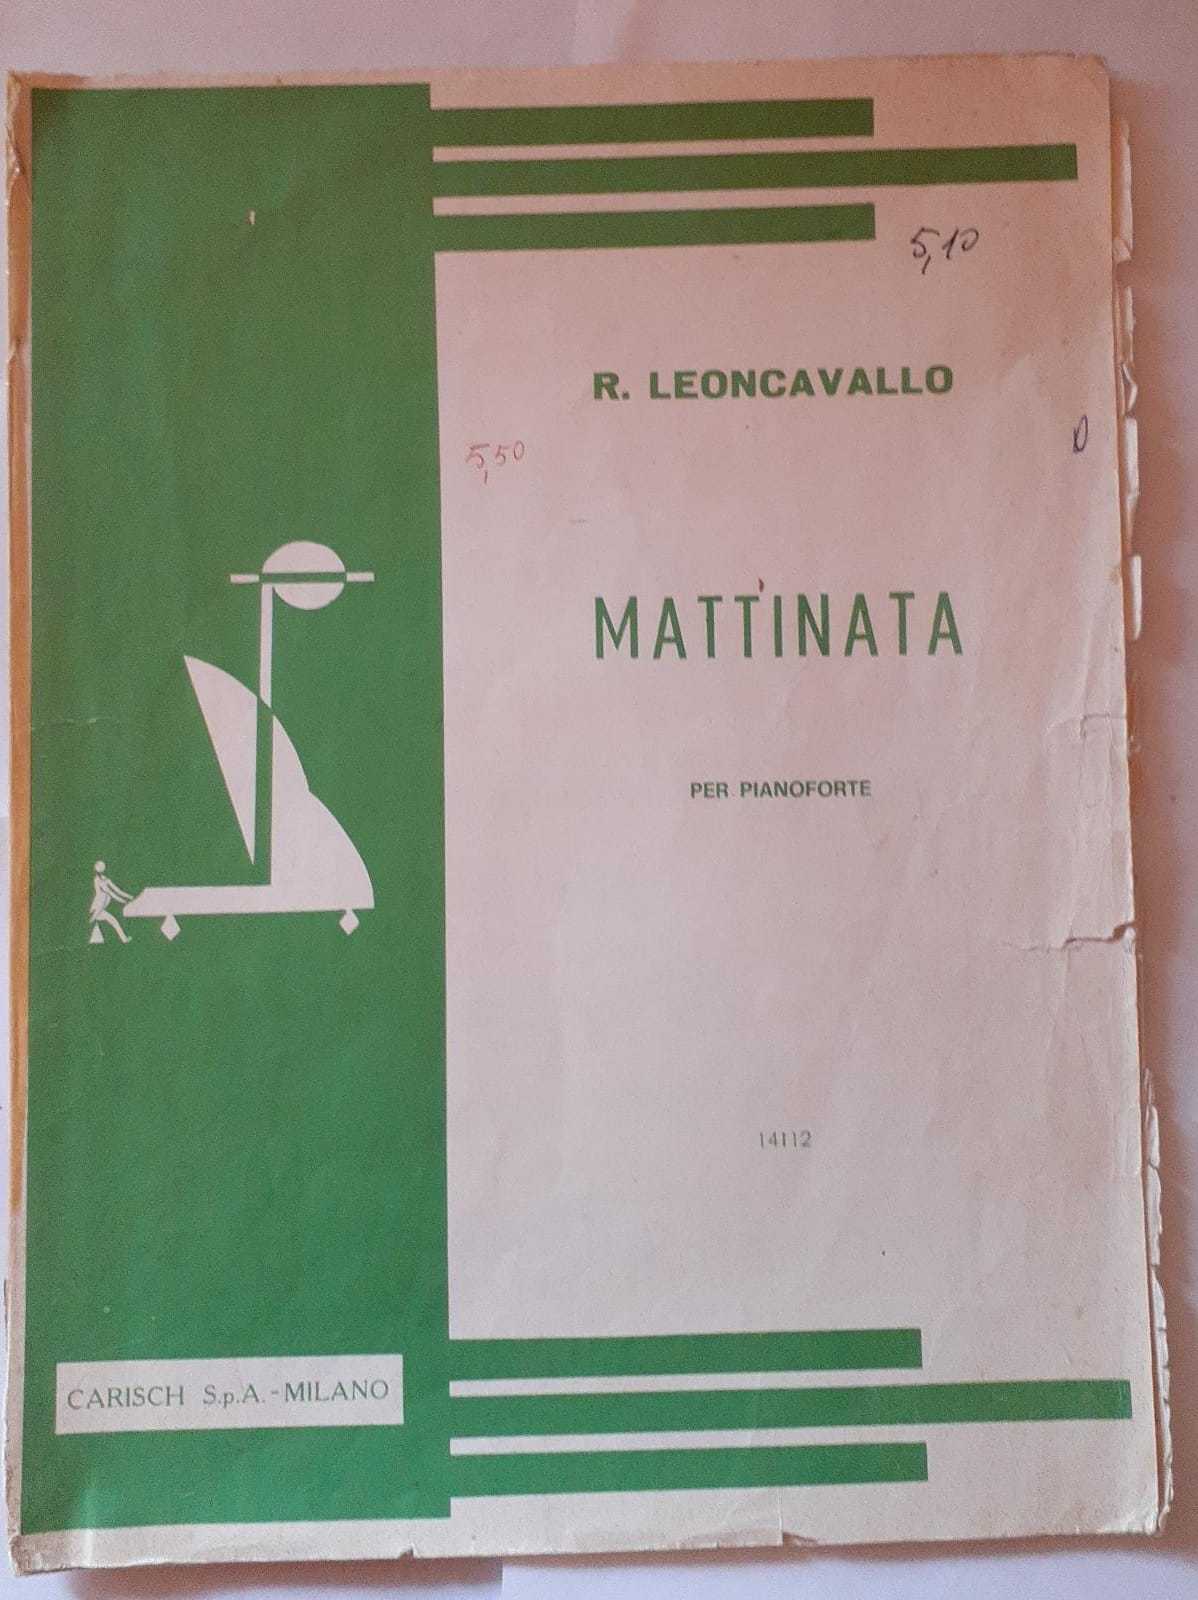 5,10
R. LEONCAVALLO
5,50
MATTINATA
PER PIANOFORTE
14112
CARISCH S.p.A. - MILANO